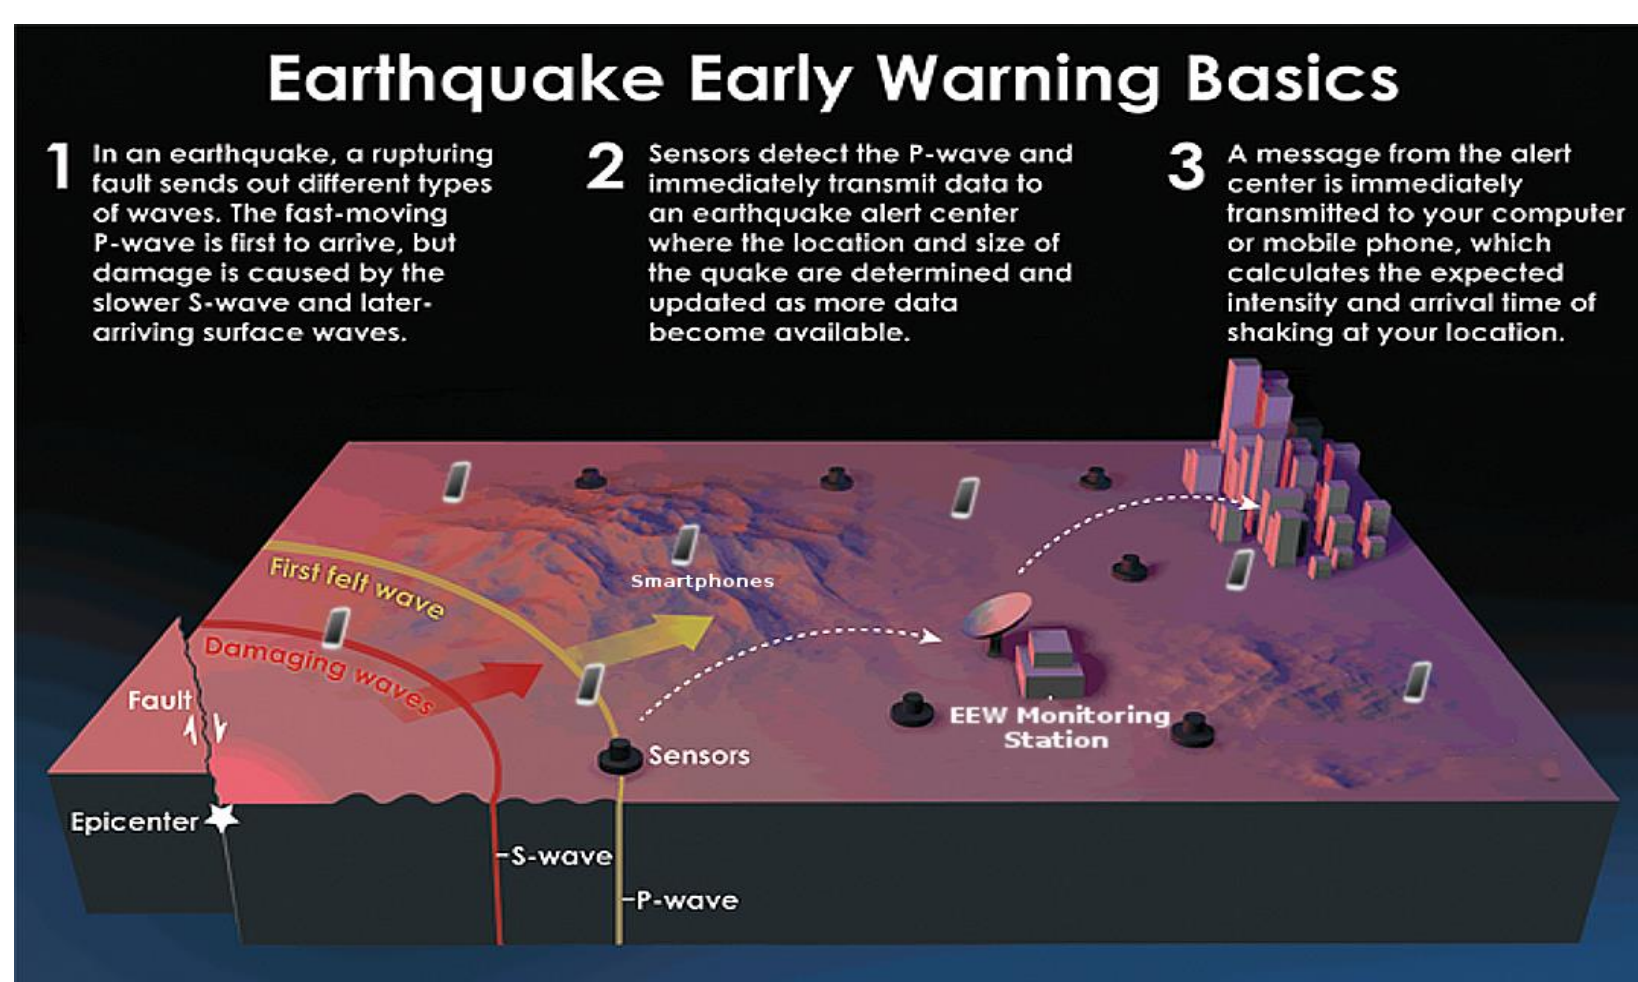 Earthquake Early Warning Basics
1
In an earthquake, a rupturing
fault sends out different types
of waves. The fast-moving
P-wave is first to arrive, but
damage is caused by the
slower S-wave and later-
arriving surface waves.
2
Sensors detect the P-wave and
immediately transmit data to
an earthquake alert center
where the location and size of
the quake are determined and
updated as more data
become available.
3
A message from the alert
center is immediately
transmitted to your computer
or mobile phone, which
calculates the expected
intensity and arrival time of
shaking at your location.
First felt wave
Smartphones
Damaging waves
Fault
EEW Monitoring
Station
Sensors
Epicenter
S-wave
P-wave